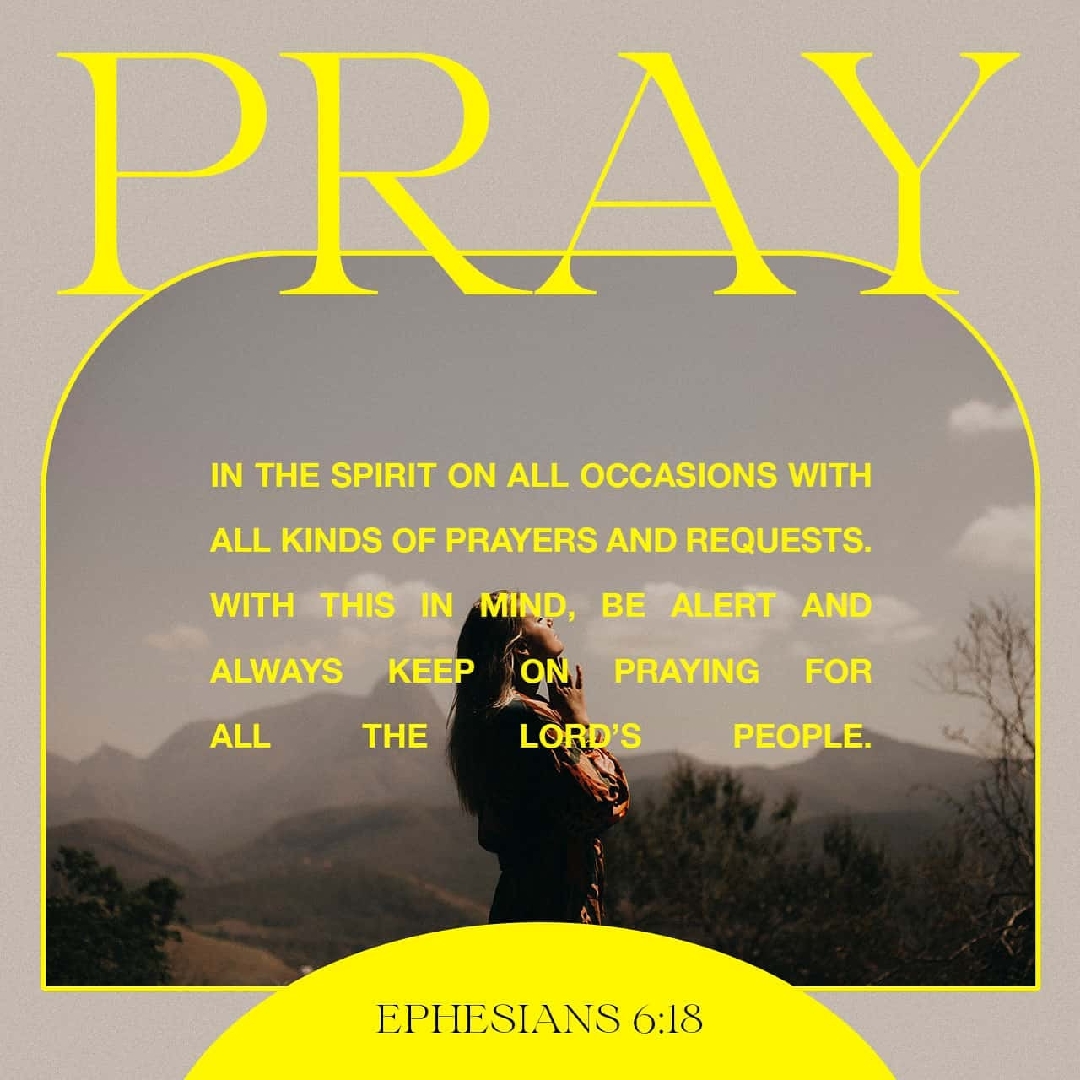 PRAY
IN THE SPIRIT ON ALL OCCASIONS WITH
ALL KINDS OF PRAYERS AND REQUESTS.
WITH THIS IN MIND, BE ALERT AND
ALWAYS KEEP ON PRAYING FOR
ALL THE LORD’S PEOPLE.
EPHESIANS 6:18